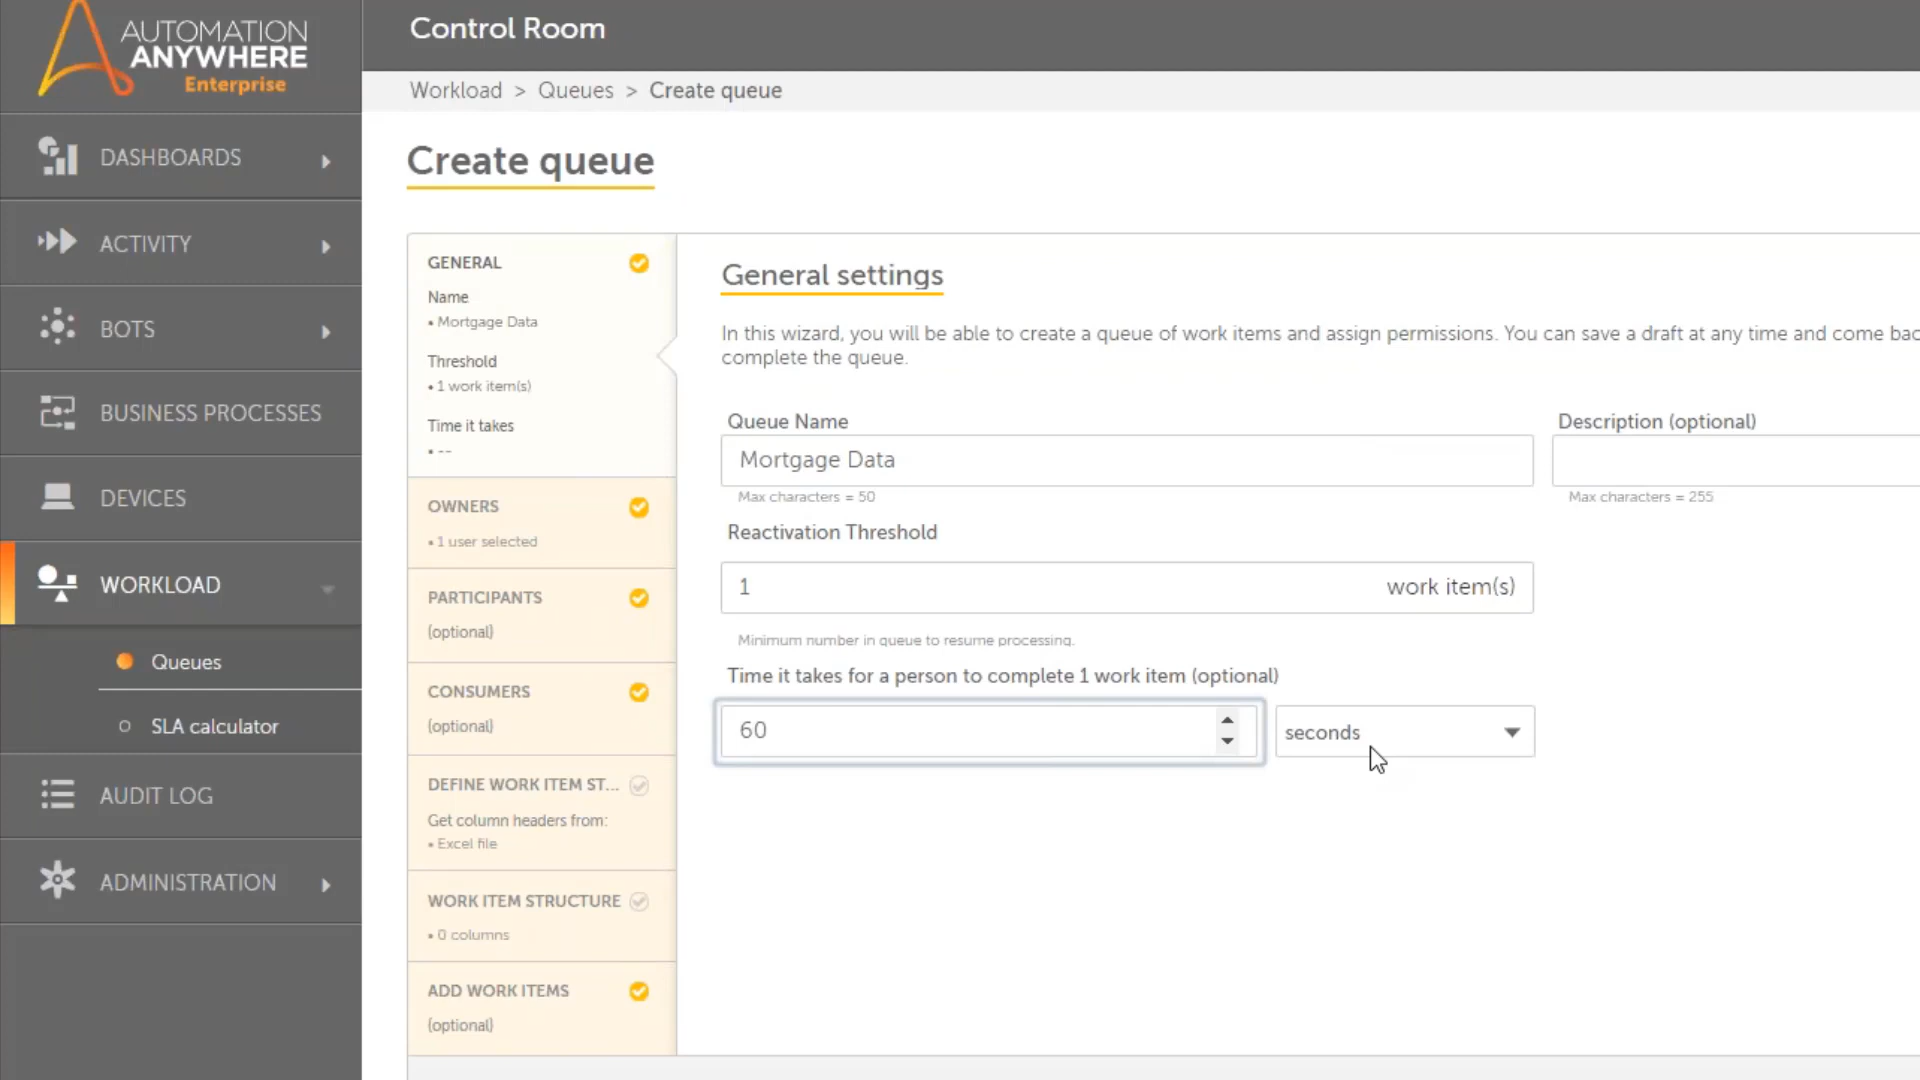 AUTOMATION
ANYWHERE
Enterprise
Control Room
Workload > Queues > Create queue
DASHBOARDS
ACTIVITY
BOTS
BUSINESS PROCESSES
DEVICES
WORKLOAD
Queues
SLA calculator
AUDIT LOG
ADMINISTRATION
Create queue
GENERAL
Name
• Mortgage Data
Threshold
• 1 work item(s)
Time it takes
• --
OWNERS
• 1 user selected
PARTICIPANTS
(optional)
CONSUMERS
(optional)
DEFINE WORK ITEM ST...
Get column headers from:
• Excel file
WORK ITEM STRUCTURE
• 0 columns
ADD WORK ITEMS
(optional)
General settings
In this wizard, you will be able to create a queue of work items and assign permissions. You can save a draft at any time and come bac
complete the queue.
Queue Name
Mortgage Data
Max characters = 50
Description (optional)
Max characters = 255
Reactivation Threshold
1 work item(s)
Minimum number in queue to resume processing.
Time it takes for a person to complete 1 work item (optional)
60 seconds